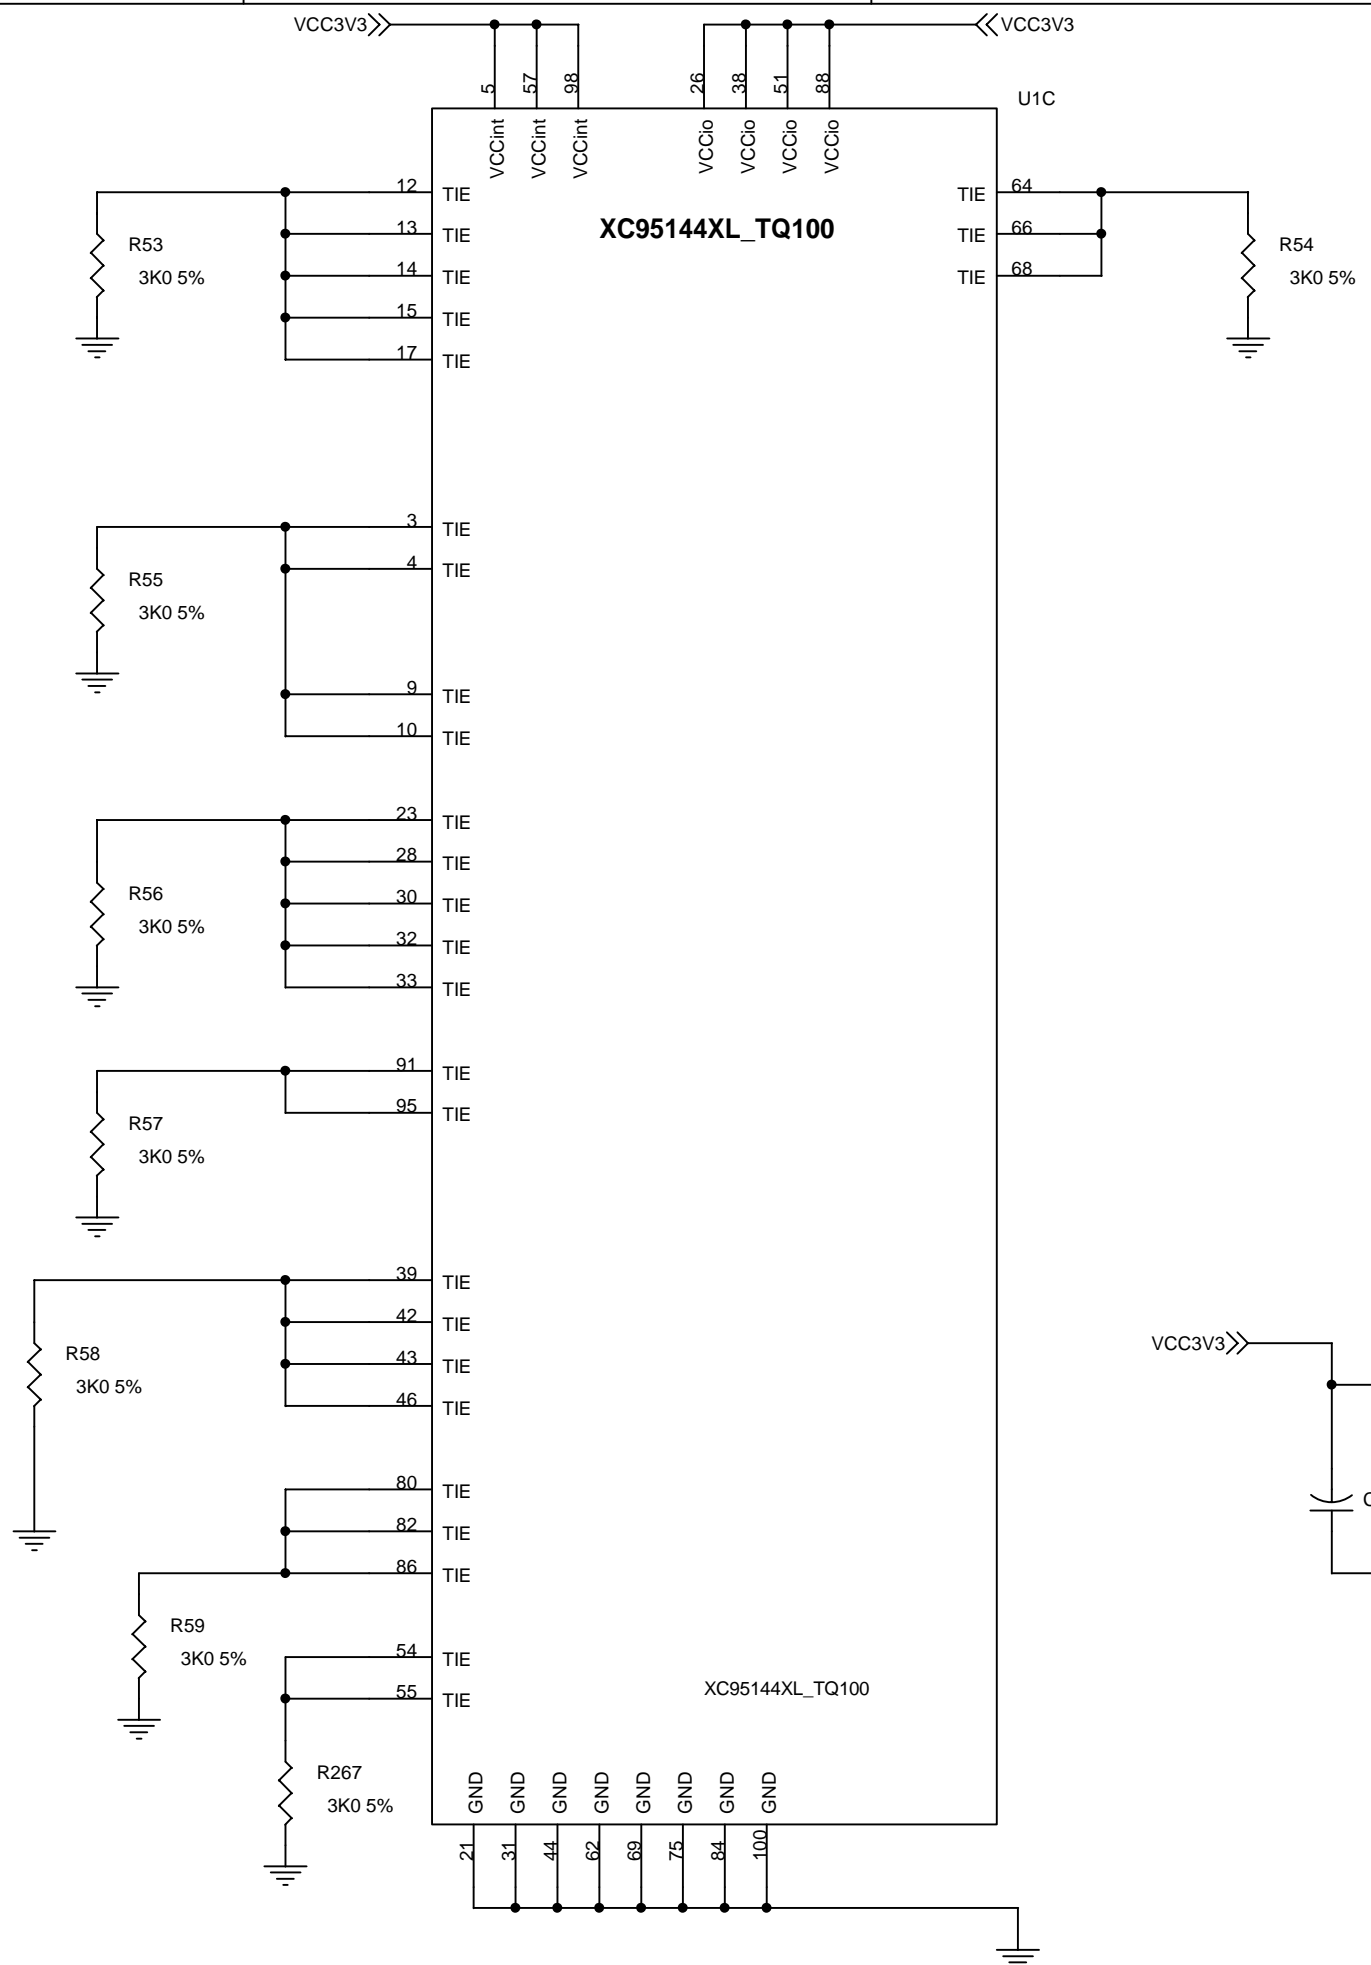 VCC3V3
VCC3V3
5
57
98
26
38
51
88
U1C
VCCint
VCCint
VCCint
VCCio
VCCio
VCCio
VCCio
XC95144XL_TQ100
12 TIE
13 TIE
14 TIE
15 TIE
17 TIE
R53
3K0 5%
TIE 64
TIE 66
TIE 68
R54
3K0 5%
3 TIE
4 TIE
9 TIE
10 TIE
R55
3K0 5%
23 TIE
28 TIE
30 TIE
32 TIE
33 TIE
R56
3K0 5%
91 TIE
95 TIE
R57
3K0 5%
39 TIE
42 TIE
43 TIE
46 TIE
R58
3K0 5%
VCC3V3
80 TIE
82 TIE
86 TIE
R59
3K0 5%
54 TIE
55 TIE
XC95144XL_TQ100
R267
3K0 5%
GND
GND
GND
GND
GND
GND
GND
GND
21
31
44
62
69
75
84
100